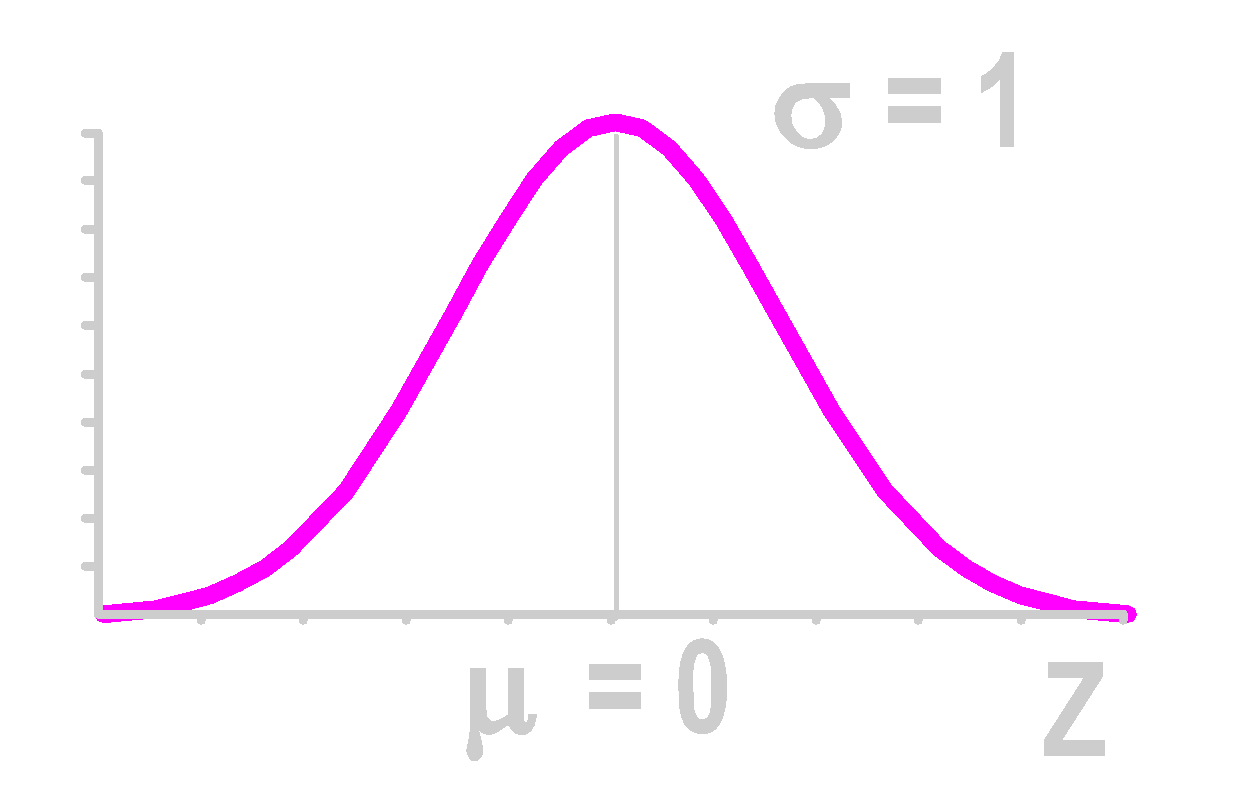 σ = 1
μ = 0
Z